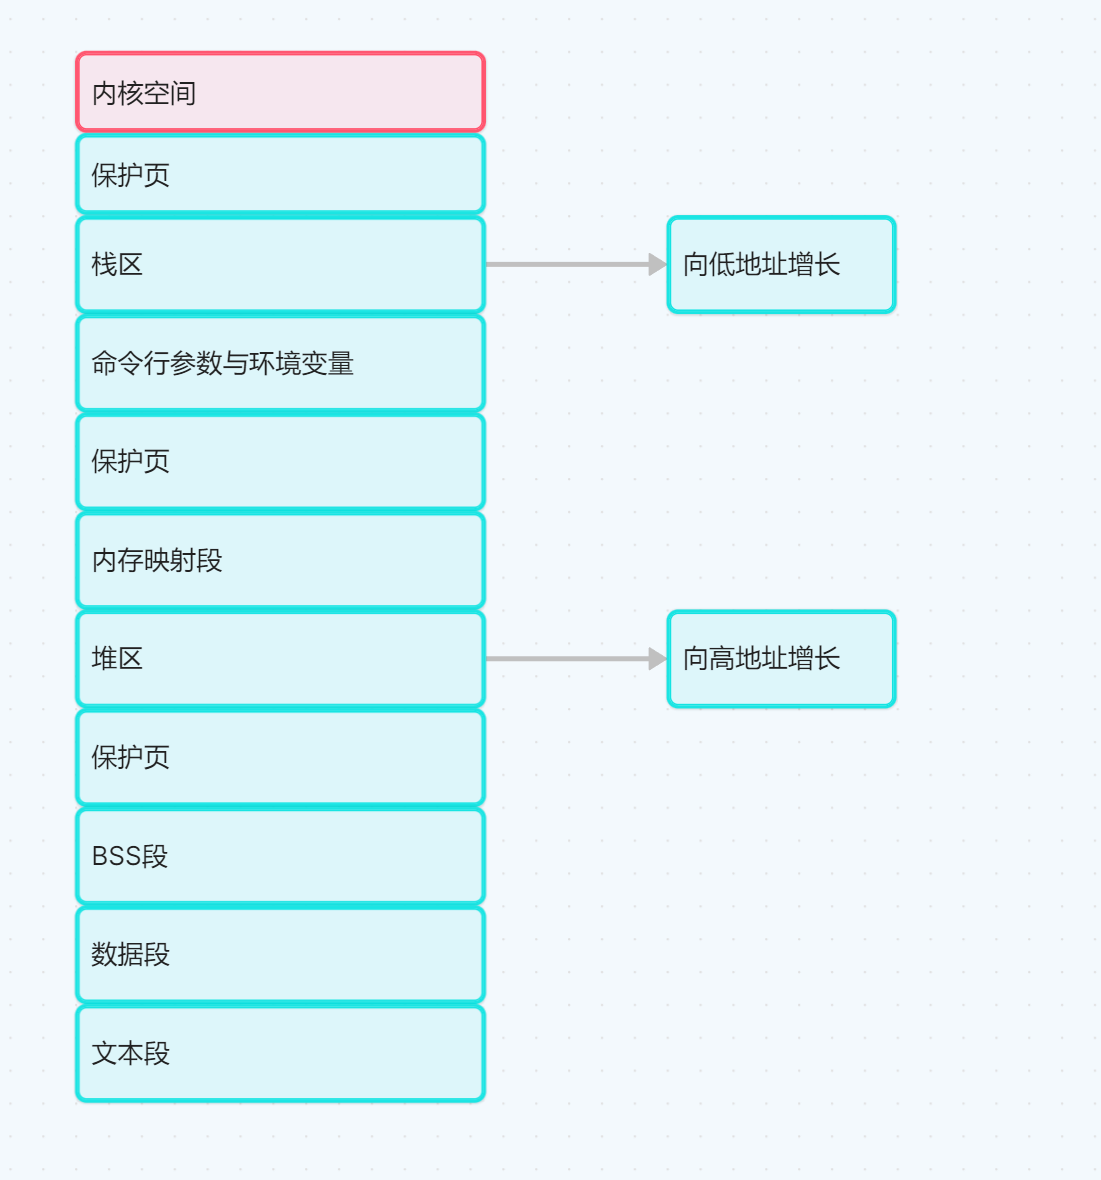 内核空间
保护页
栈区
向低地址增长
命令行参数与环境变量
保护页
内存映射段
堆区
向高地址增长
保护页
BSS段
数据段
文本段